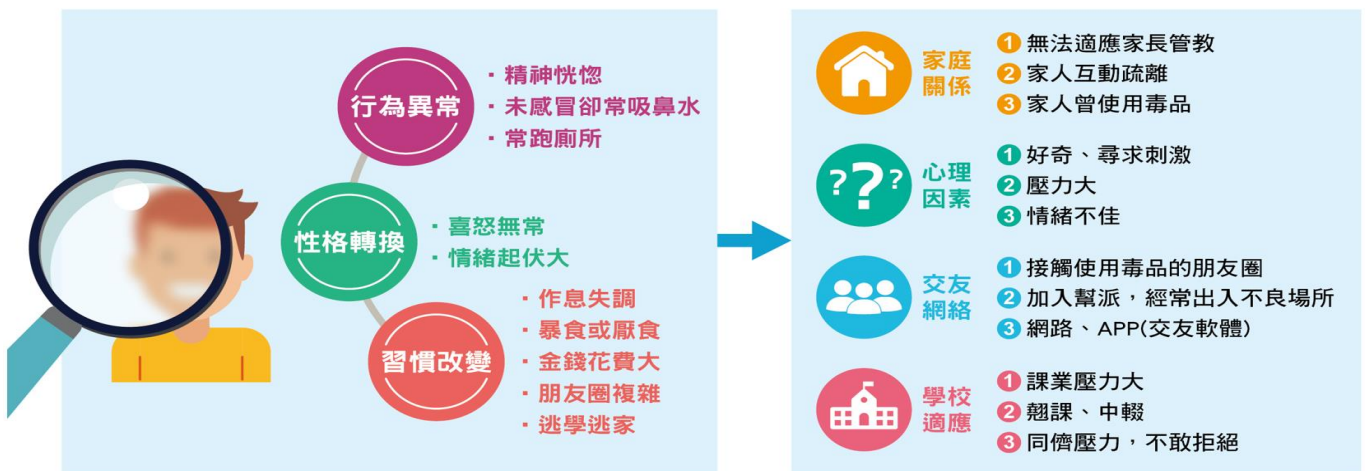 行為異常
▪ 精神恍惚
▪ 未感冒卻常吸鼻水
▪ 常跑廁所
性格轉換
▪ 喜怒無常
▪ 情緒起伏大
習慣改變
▪ 作息失調
▪ 暴食或厭食
▪ 金錢花費大
▪ 朋友圈複雜
▪ 逃學逃家
家庭
關係
1 無法適應家長管教
2 家人互動疏離
3 家人曾使用毒品
???
心理
因素
1 好奇、尋求刺激
2 壓力大
3 情緒不佳
交友
網絡
1 接觸使用毒品的朋友圈
2 加入幫派，經常出入不良場所
3 網路、APP(交友軟體)
學校
適應
1 課業壓力大
2 翹課、中輟
3 同儕壓力，不敢拒絕